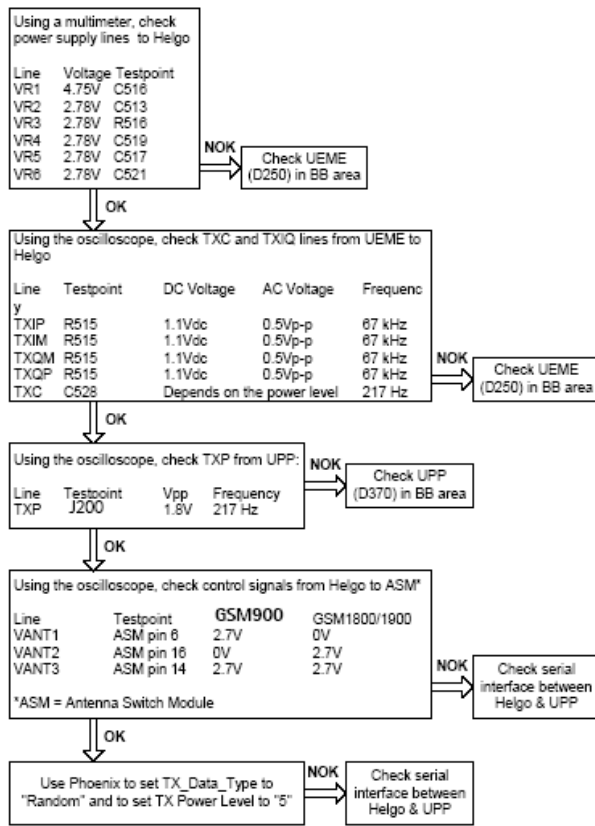 Using a multimeter, check
power supply lines to Helgo
Line Voltage Testpoint
VR1 4.75V C516
VR2 2.78V C513
VR3 2.78V R516
VR4 2.78V C519
VR5 2.78V C517
VR6 2.78V C521
NOK
Check UEME
(D250) in BB area
OK
Using the oscilloscope, check TXC and TXIQ lines from UEME to
Helgo
Line Testpoint DC Voltage AC Voltage Frequenc
y
TXIP R515 1.1Vdc 0.5Vp-p 67 kHz
TXIM R515 1.1Vdc 0.5Vp-p 67 kHz
TXQM R515 1.1Vdc 0.5Vp-p 67 kHz
TXQP R515 1.1Vdc 0.5Vp-p 67 kHz
TXC C528 Depends on the power level 217 Hz
NOK
Check UEME
(D250) in BB area
OK
Using the oscilloscope, check TXP from UPP:
Line Testpoint Vpp Frequency
TXP J200 1.8V 217 Hz
NOK
Check UPP
(D370) in BB area
OK
Using the oscilloscope, check control signals from Helgo to ASM*
Line Testpoint GSM900 GSM1800/1900
VANT1 ASM pin 6 2.7V 0V
VANT2 ASM pin 16 0V 2.7V
VANT3 ASM pin 14 2.7V 2.7V
*ASM = Antenna Switch Module
NOK
Check serial
interface between
Helgo & UPP
OK
Use Phoenix to set TX_Data_Type to
"Random" and to set TX Power Level to "5"
NOK
Check serial
interface between
Helgo & UPP